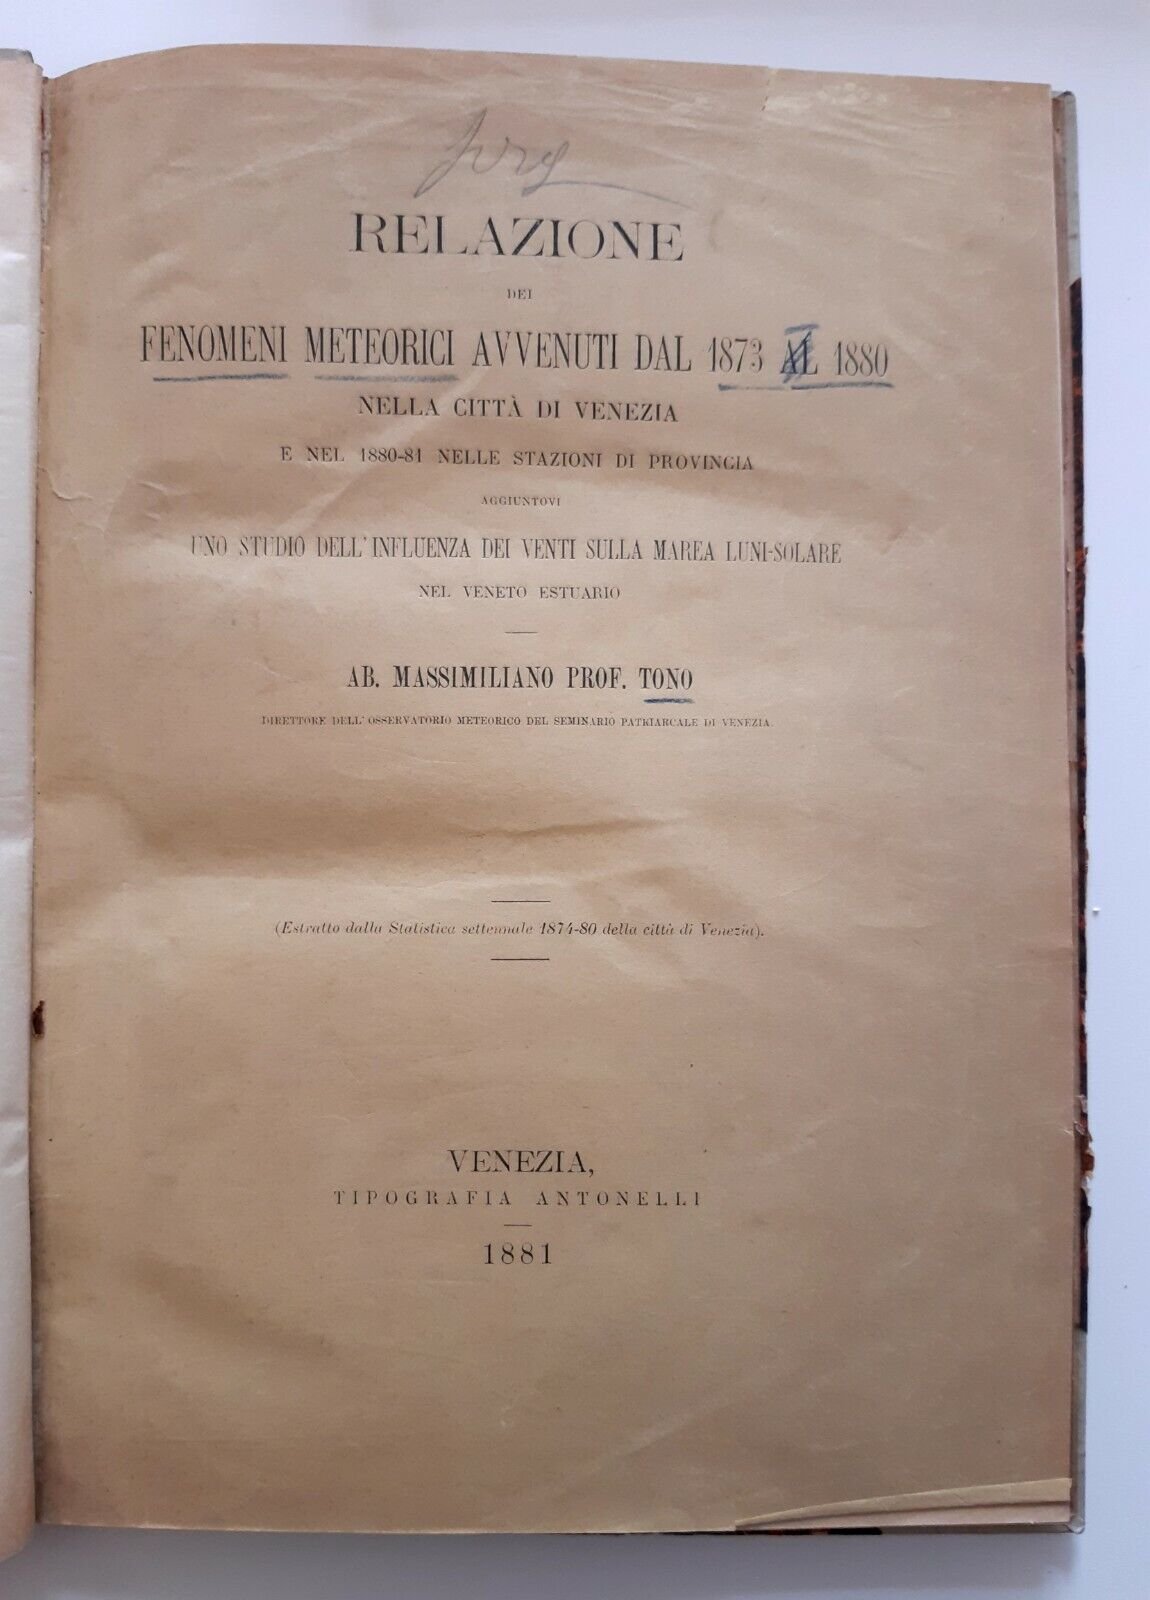 RELAZIONE
DEI
FENOMENI METEORICI AVVENUTI DAL 1873 AL 1880
NELLA CITTÀ DI VENEZIA
E NEL 1880-81 NELLE STAZIONI DI PROVINCIA
AGGIUNTOVI
UNO STUDIO DELL'INFLUENZA DEI VENTI SULLA MAREA LUNI-SOLARE
NEL VENETO ESTUARIO
AB. MASSIMILIANO PROF. TONO
DIRETTORE DELL'OSSERVATORIO METEORICO DEL SEMINARIO PATRIARCALE DI VENEZIA
(Estratto dalla Statistica settennale 1874-80 della città di Venezia).
VENEZIA,
TIPOGRAFIA ANTONELLI
1881